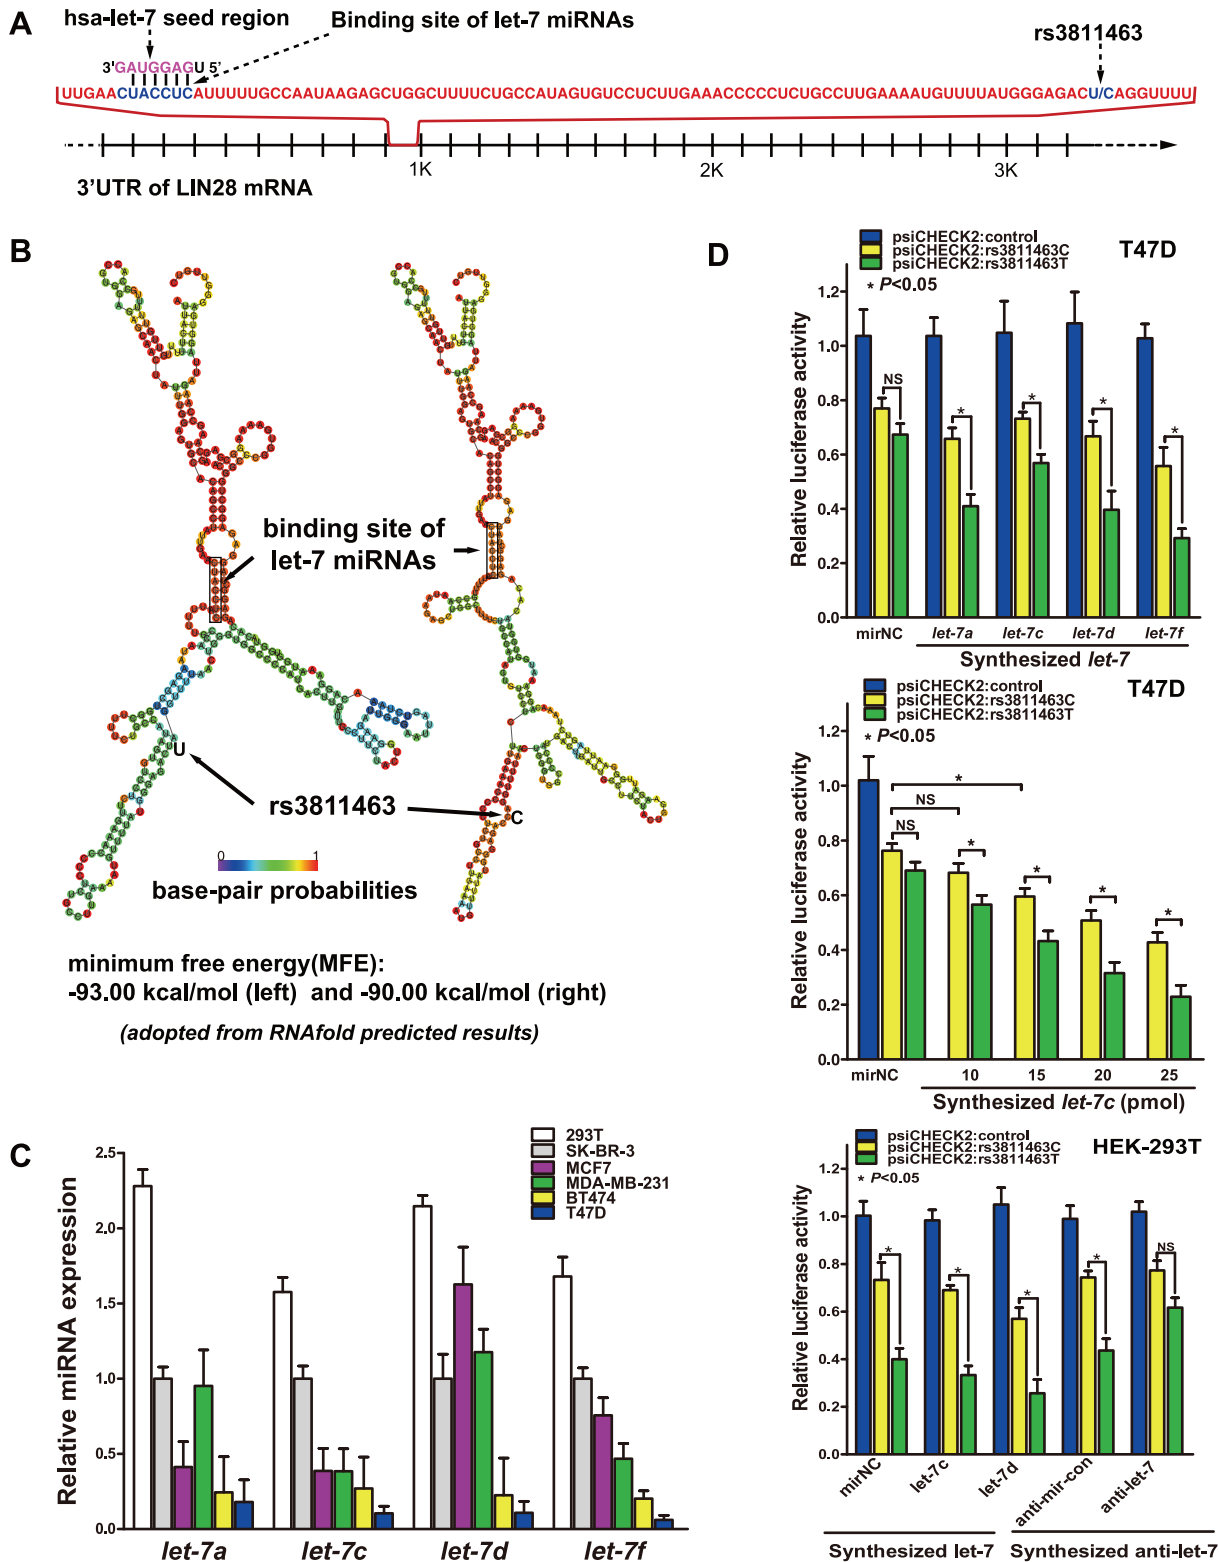 A
hsa-let-7 seed region
Binding site of let-7 miRNAs
rs3811463
3'GAUGGAGU 5'
UUGAACUACCUCAUUUUUGCCAAUAAGAGCUGGCUUUUCUGCCAUAGUGUCCUCUUGAAACCCCCUCUGCCUUGAAAAUGUUUUAUGGGAGACU/CAGGUUUU
1K
2K
3K
3'UTR of LIN28 mRNA
B
binding site of
let-7 miRNAs
U
rs3811463
C
0
1
base-pair probabilities
minimum free energy(MFE):
-93.00 kcal/mol (left) and -90.00 kcal/mol (right)
(adopted from RNAfold predicted results)
C
293T
SK-BR-3
MCF7
MDA-MB-231
BT474
T47D
Relative miRNA expression
2.5
2.0
1.5
1.0
0.5
0.0
let-7a
let-7c
let-7d
let-7f
D
psiCHECK2:control
psiCHECK2:rs3811463C
psiCHECK2:rs3811463T
* P<0.05
T47D
Relative luciferase activity
1.2
1.0
0.8
0.6
0.4
0.2
0.0
NS
*
*
*
*
mirNC
let-7a
let-7c
let-7d
let-7f
Synthesized let-7
psiCHECK2:control
psiCHECK2:rs3811463C
psiCHECK2:rs3811463T
* P<0.05
T47D
Relative luciferase activity
1.2
1.0
0.8
0.6
0.4
0.2
0.0
*
NS
NS
*
*
*
*
mirNC
10
15
20
25
Synthesized let-7c (pmol)
psiCHECK2:control
psiCHECK2:rs3811463C
psiCHECK2:rs3811463T
* P<0.05
HEK-293T
Relative luciferase activity
1.2
1.0
0.8
0.6
0.4
0.2
0.0
*
*
*
*
NS
mirNC
let-7c
let-7d
anti-mir-con
anti-let-7
Synthesized let-7
Synthesized anti-let-7